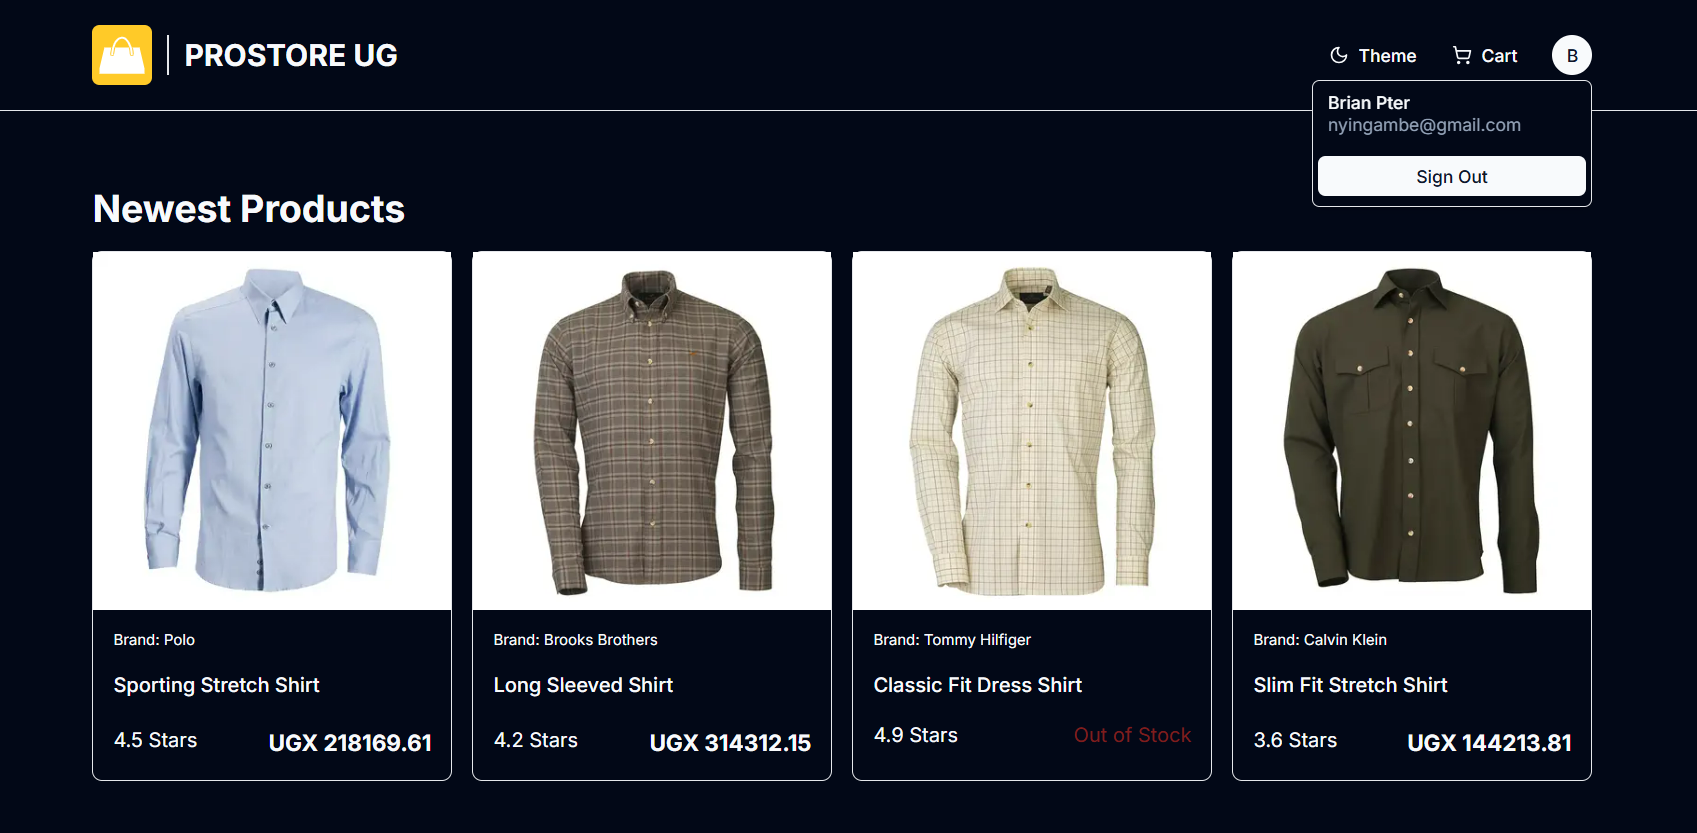 PROSTORE UG
Theme
Cart
B
Brian Pter
nyingambe@gmail.com
Sign Out
Newest Products
Brand: Polo
Sporting Stretch Shirt
4.5 Stars
UGX 218169.61
Brand: Brooks Brothers
Long Sleeved Shirt
4.2 Stars
UGX 314312.15
Brand: Tommy Hilfiger
Classic Fit Dress Shirt
4.9 Stars
Out of Stock
Brand: Calvin Klein
Slim Fit Stretch Shirt
3.6 Stars
UGX 144213.81